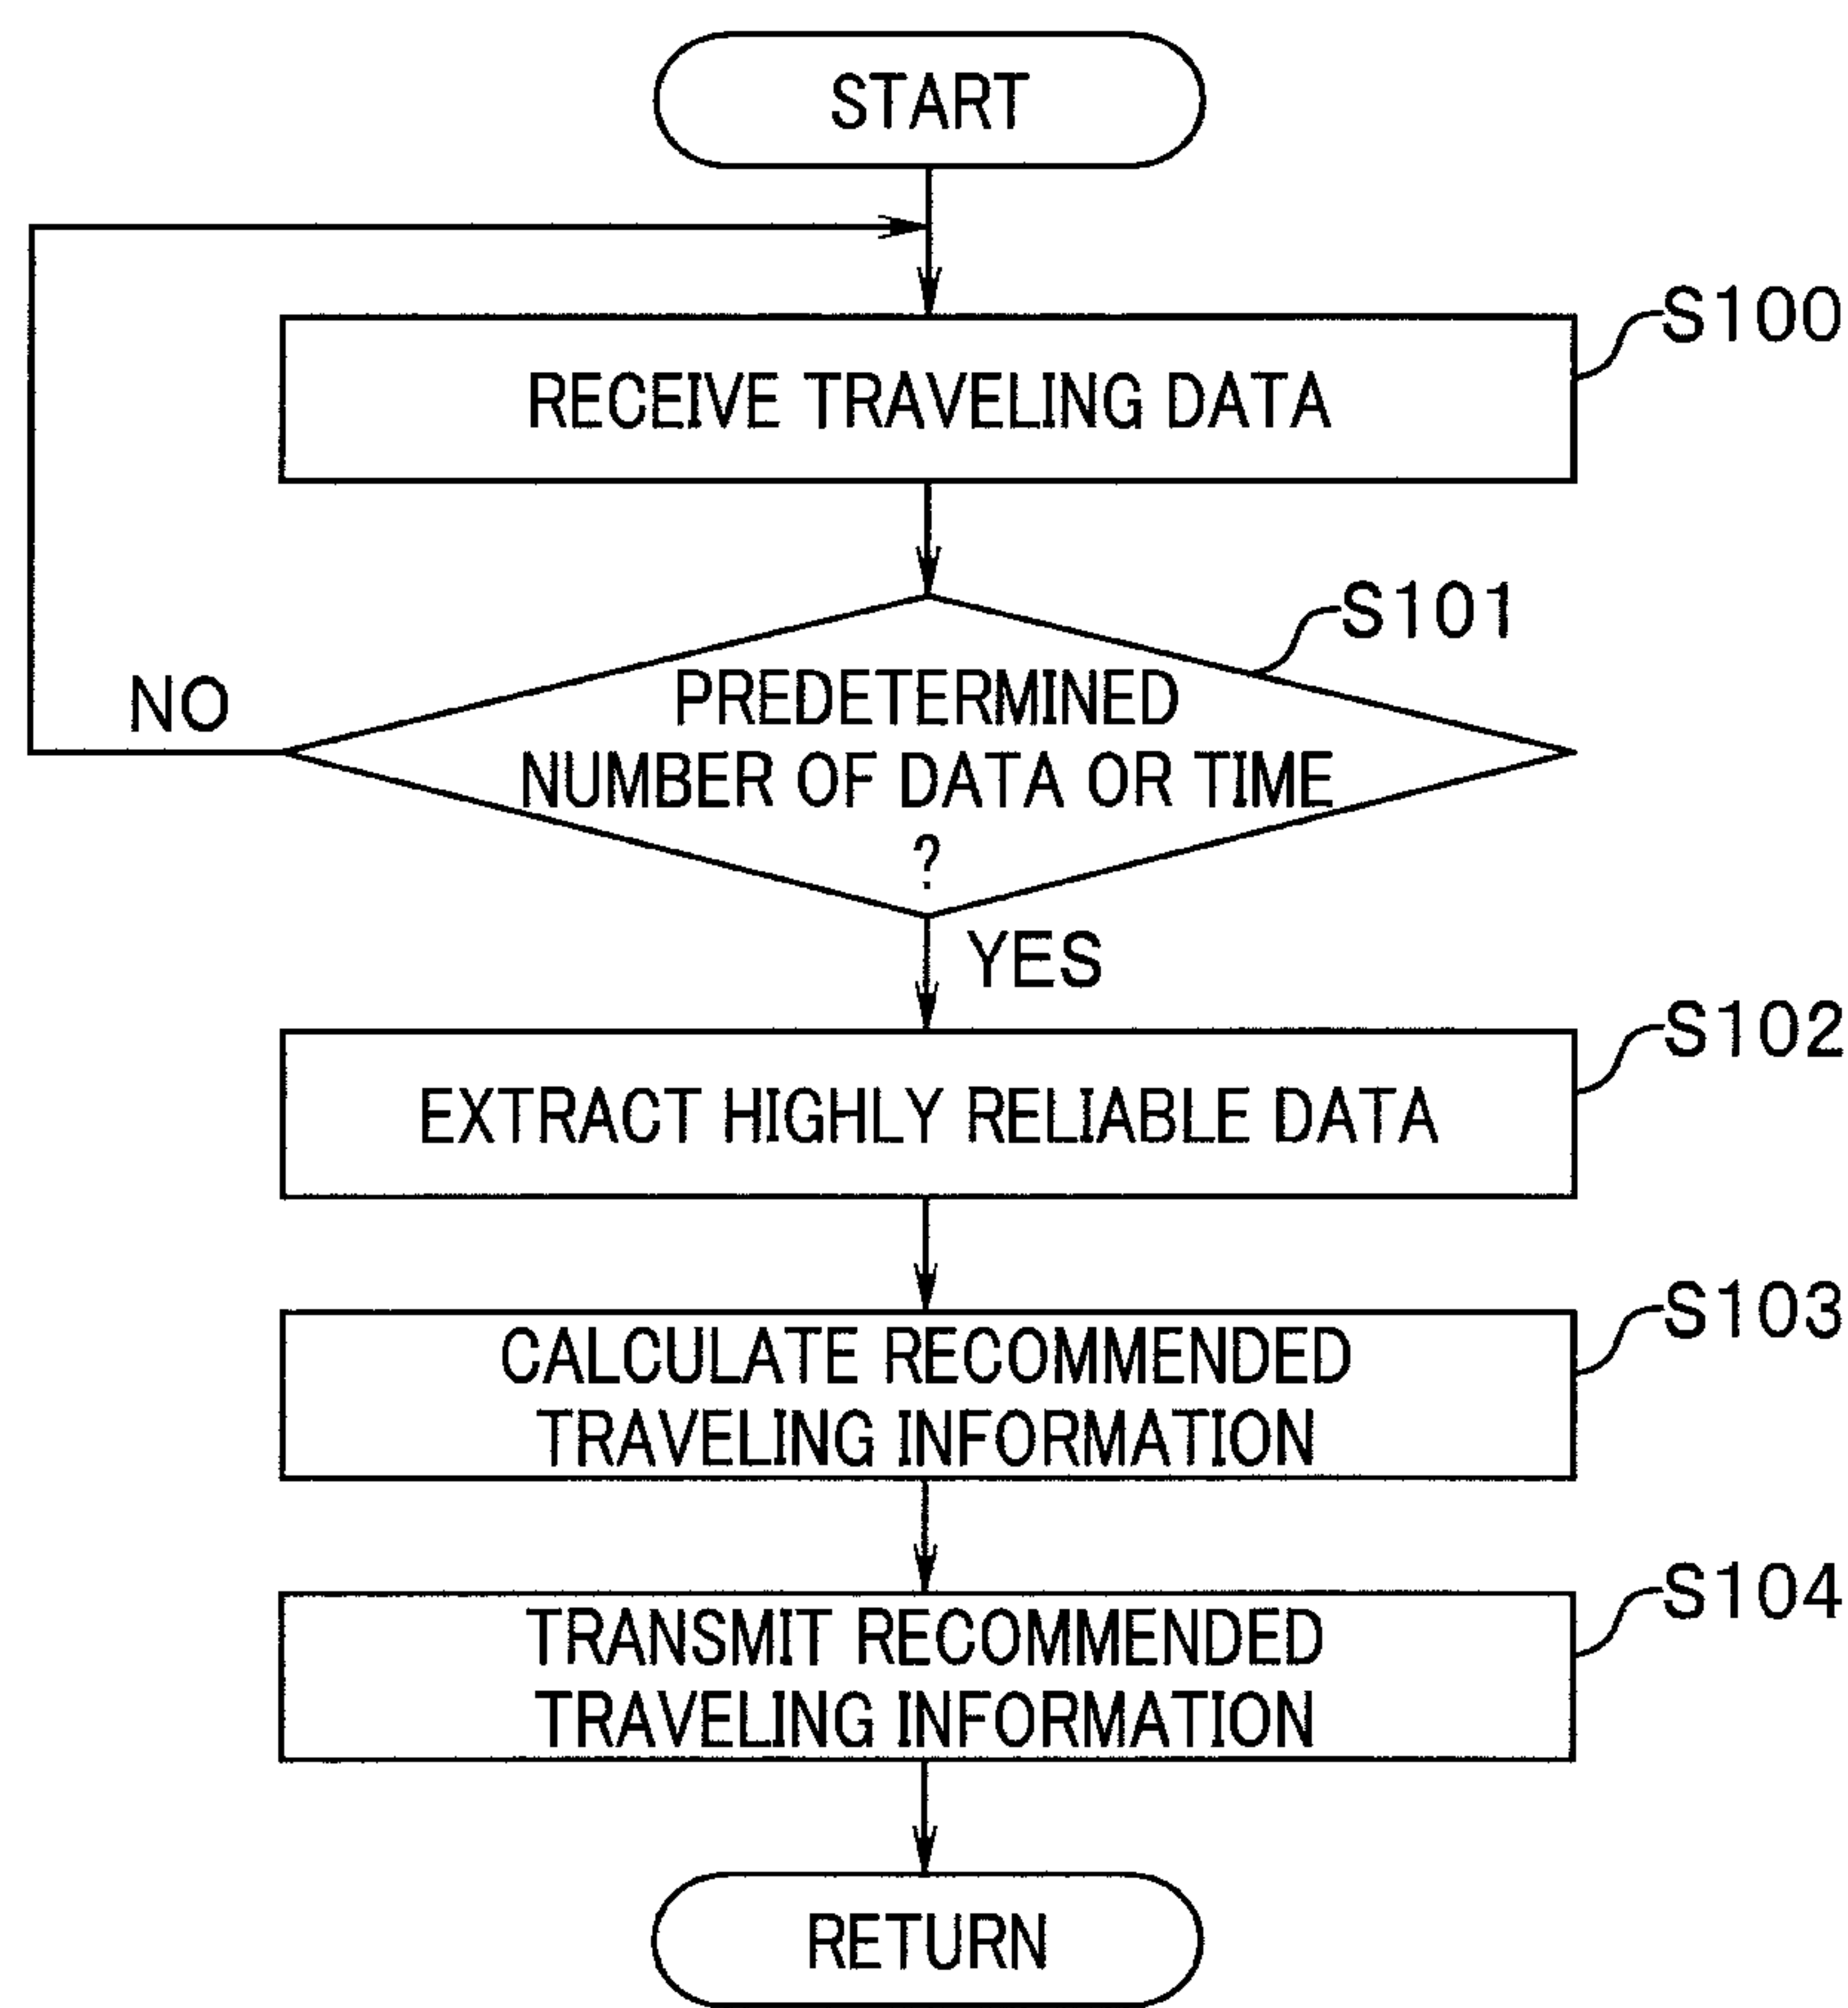 START
S100
RECEIVE TRAVELING DATA
S101
PREDETERMINED
NUMBER OF DATA OR TIME
?
NO
YES
S102
EXTRACT HIGHLY RELIABLE DATA
S103
CALCULATE RECOMMENDED
TRAVELING INFORMATION
S104
TRANSMIT RECOMMENDED
TRAVELING INFORMATION
RETURN